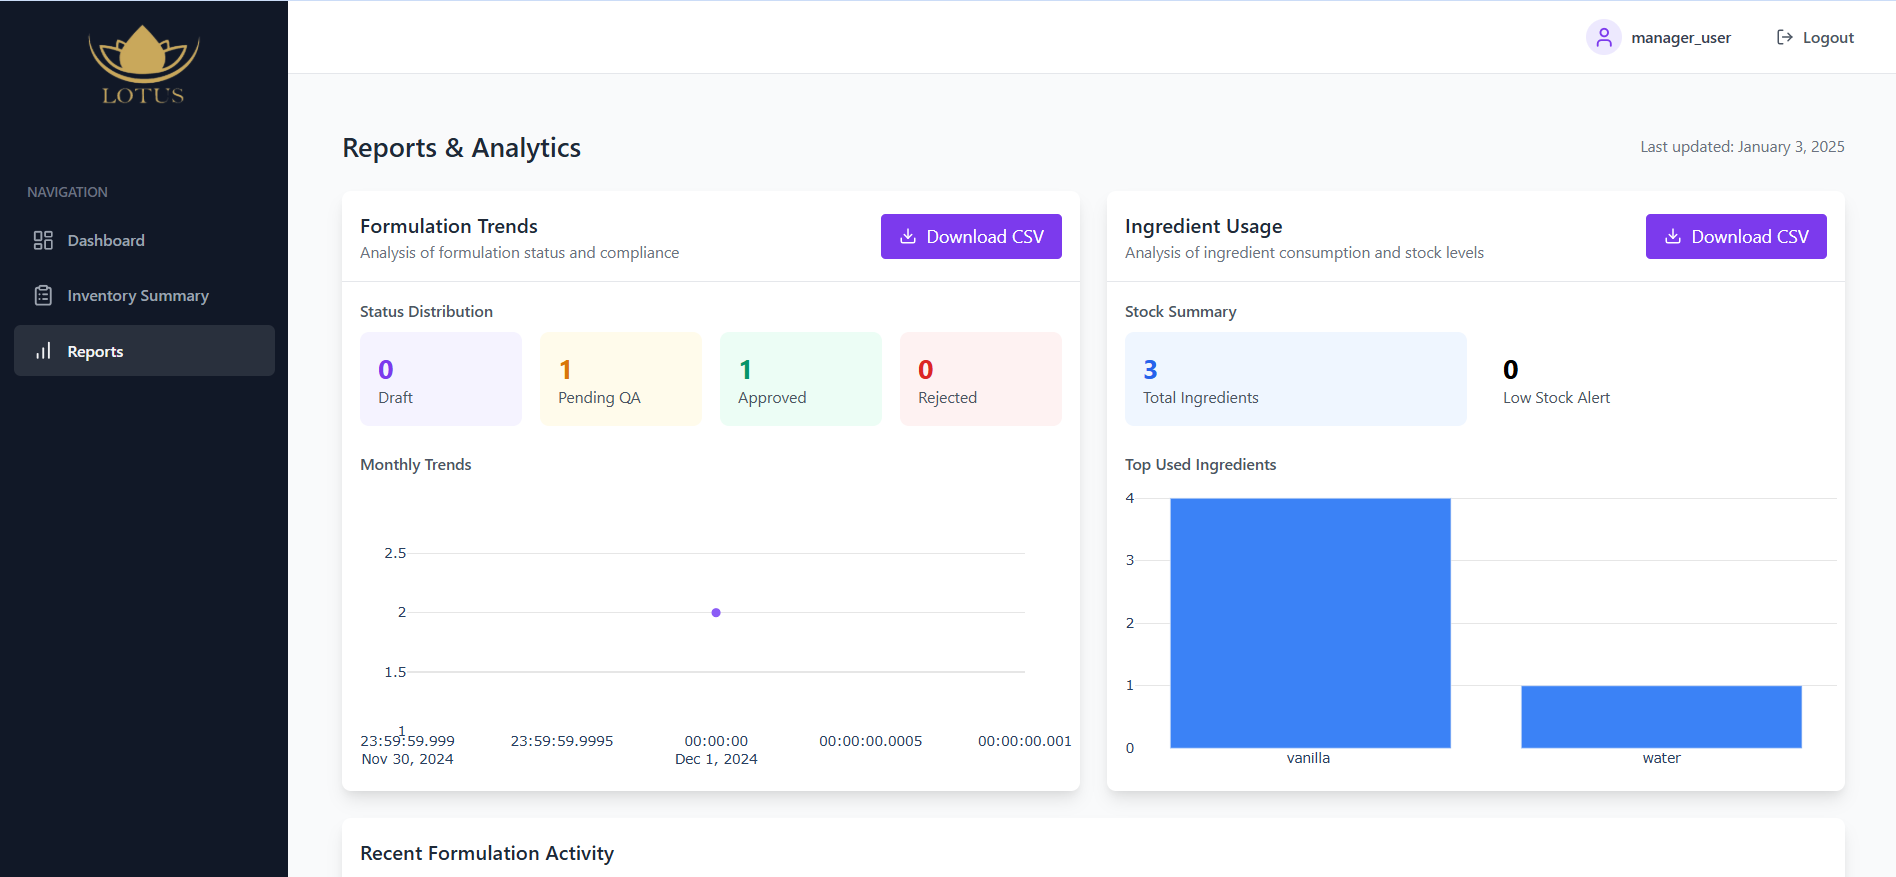 LOTUS
manager_user
Logout
NAVIGATION
Dashboard
Inventory Summary
Reports
Reports & Analytics
Last updated: January 3, 2025
Formulation Trends
Analysis of formulation status and compliance
Download CSV
Status Distribution
0
Draft
1
Pending QA
1
Approved
0
Rejected
Monthly Trends
2.5
2
1.5
1
23:59:59.999
Nov 30, 2024
23:59:59.9995
00:00:00
Dec 1, 2024
00:00:00.0005
00:00:00.001
Ingredient Usage
Analysis of ingredient consumption and stock levels
Download CSV
Stock Summary
3
Total Ingredients
0
Low Stock Alert
Top Used Ingredients
4
3
2
1
0
vanilla
water
Recent Formulation Activity